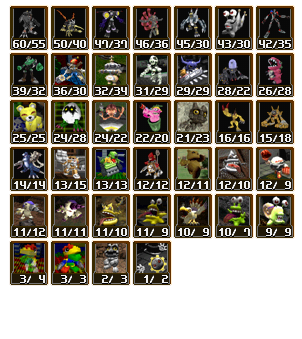 60/55 50/40 47/37 46/36 45/30 43/30 42/35
39/32 36/30 32/34 31/29 29/29 28/22 26/28
25/25 24/28 24/22 22/20 21/23 16/16 15/18
14/14 13/15 13/13 12/12 12/11 12/10 12/ 9
11/12 11/11 11/10 11/ 9 10/ 9 10/ 7 9/ 9
3/ 4 3/ 3 2/ 3 1/ 2